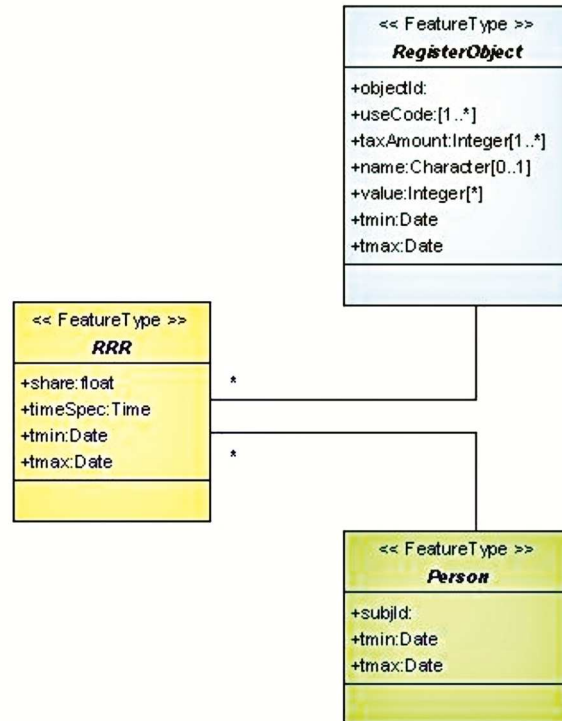 << FeatureType >>
RegisterObject
+objectId:
+useCode:[1..*]
+taxAmount:Integer[1..*]
+name:Character[0..1]
+value:Integer[*]
+tmin:Date
+tmax:Date
<< FeatureType >>
RRR
+share:float
+timeSpec:Time
+tmin:Date
+tmax:Date
*
*
<< FeatureType >>
Person
+subjId:
+tmin:Date
+tmax:Date